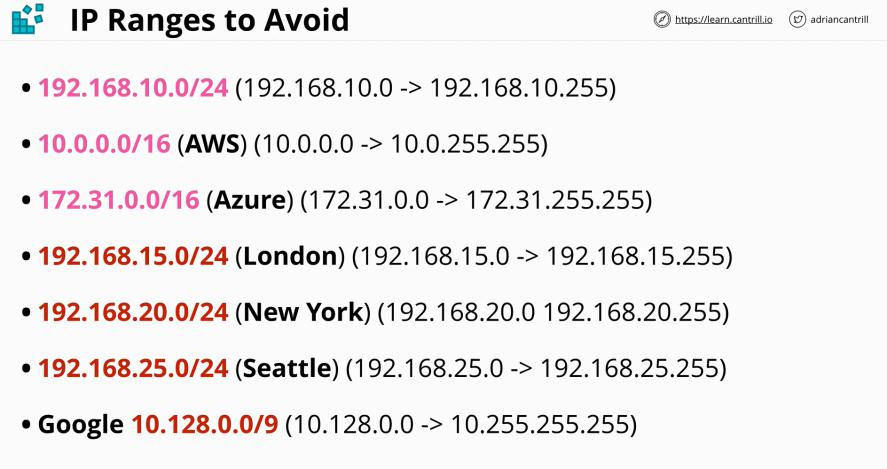 IP Ranges to Avoid
https://learn.cantrill.io
adriancantrill
• 192.168.10.0/24 (192.168.10.0 -> 192.168.10.255)
• 10.0.0.0/16 (AWS) (10.0.0.0 -> 10.0.255.255)
• 172.31.0.0/16 (Azure) (172.31.0.0 -> 172.31.255.255)
• 192.168.15.0/24 (London) (192.168.15.0 -> 192.168.15.255)
• 192.168.20.0/24 (New York) (192.168.20.0 192.168.20.255)
• 192.168.25.0/24 (Seattle) (192.168.25.0 -> 192.168.25.255)
• Google 10.128.0.0/9 (10.128.0.0 -> 10.255.255.255)